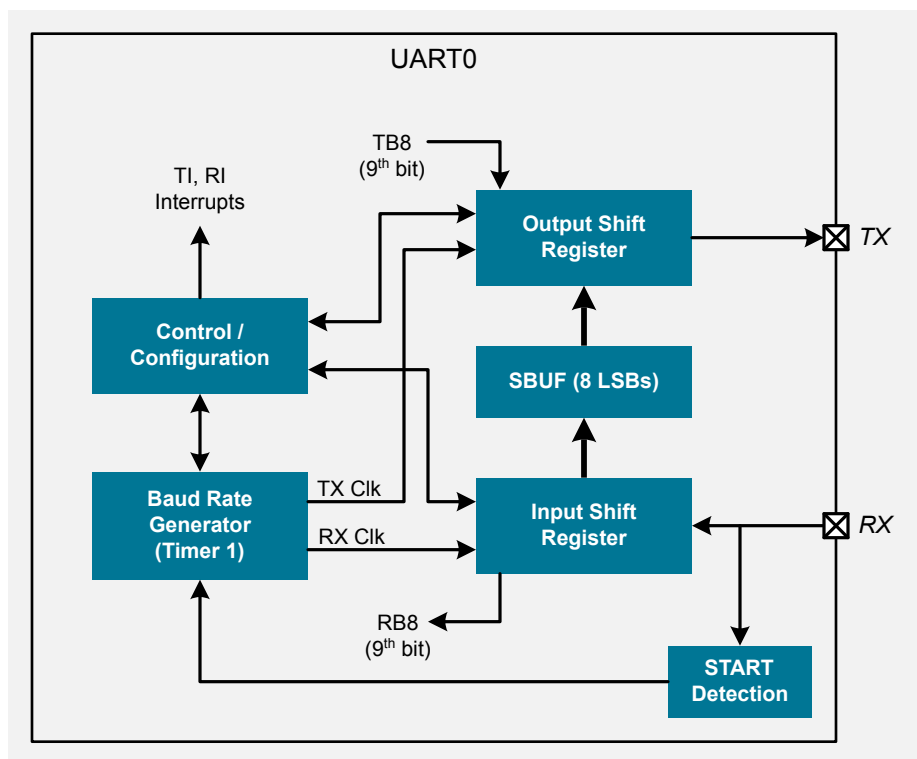 UART0
TB8
(9th bit)
TI, RI
Interrupts
Output Shift
Register
TX
Control /
Configuration
SBUF (8 LSBs)
Baud Rate
Generator
(Timer 1)
TX Clk
RX Clk
Input Shift
Register
RX
RB8
(9th bit)
START
Detection